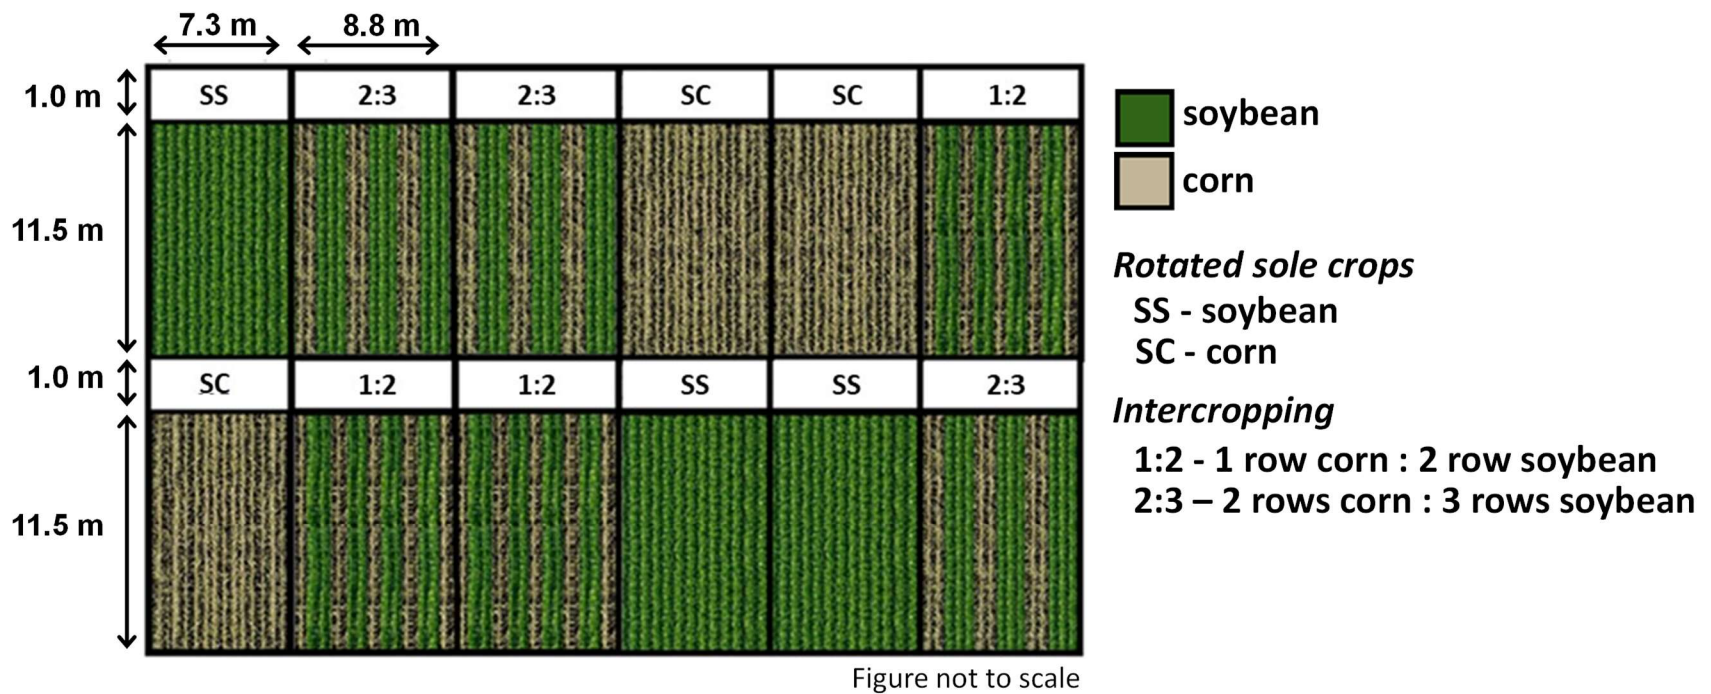 7.3 m 8.8 m
1.0 m SS 2:3 2:3 SC SC 1:2
11.5 m
1.0 m SC 1:2 1:2 SS SS 2:3
11.5 m
soybean
corn
Rotated sole crops
SS - soybean
SC - corn
Intercropping
1:2 - 1 row corn : 2 row soybean
2:3 – 2 rows corn : 3 rows soybean
Figure not to scale